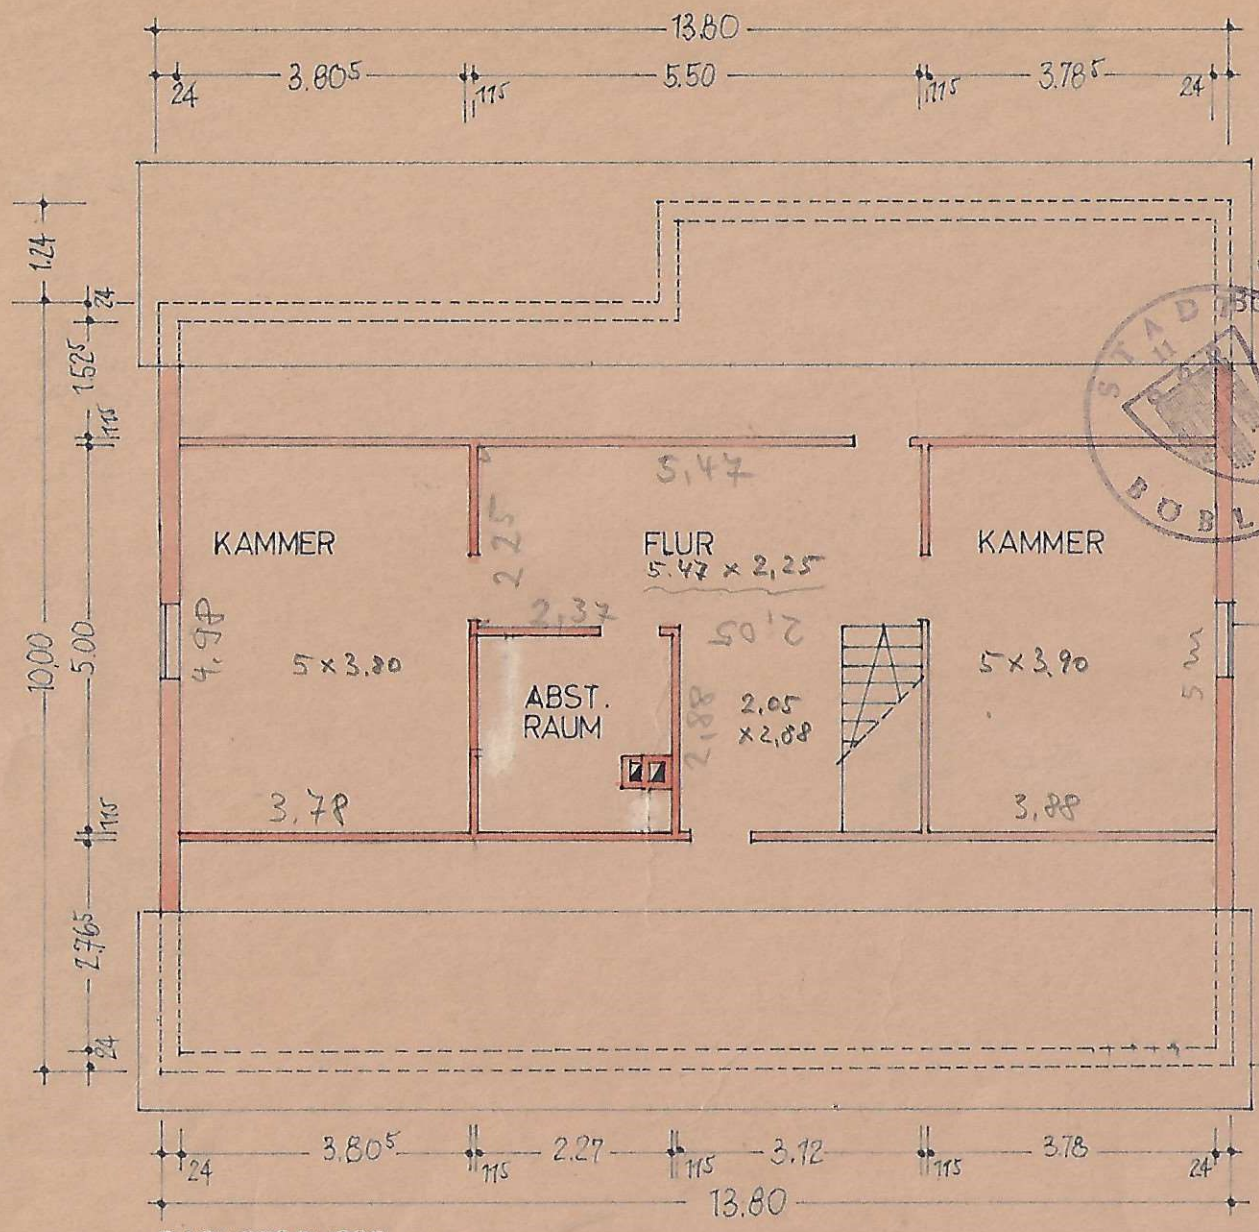 13.80
24 3.80⁵ 115 5.50 115 3.78⁵ 24
1.24
24
1.52⁵
115
10,00
5.00
115
2.76⁵
24
STADT
BÖBL
KAMMER
4.98
5 x 3.80
3.78
5,47
225
FLUR
5.47 x 2,25
2,37
2,05
ABST.
RAUM
2,88
2,05
x 2,88
KAMMER
5 x 3,90
5 m
3,88
24 3.80⁵ 115 2.27 115 3.12 115 3.78 24
13.80